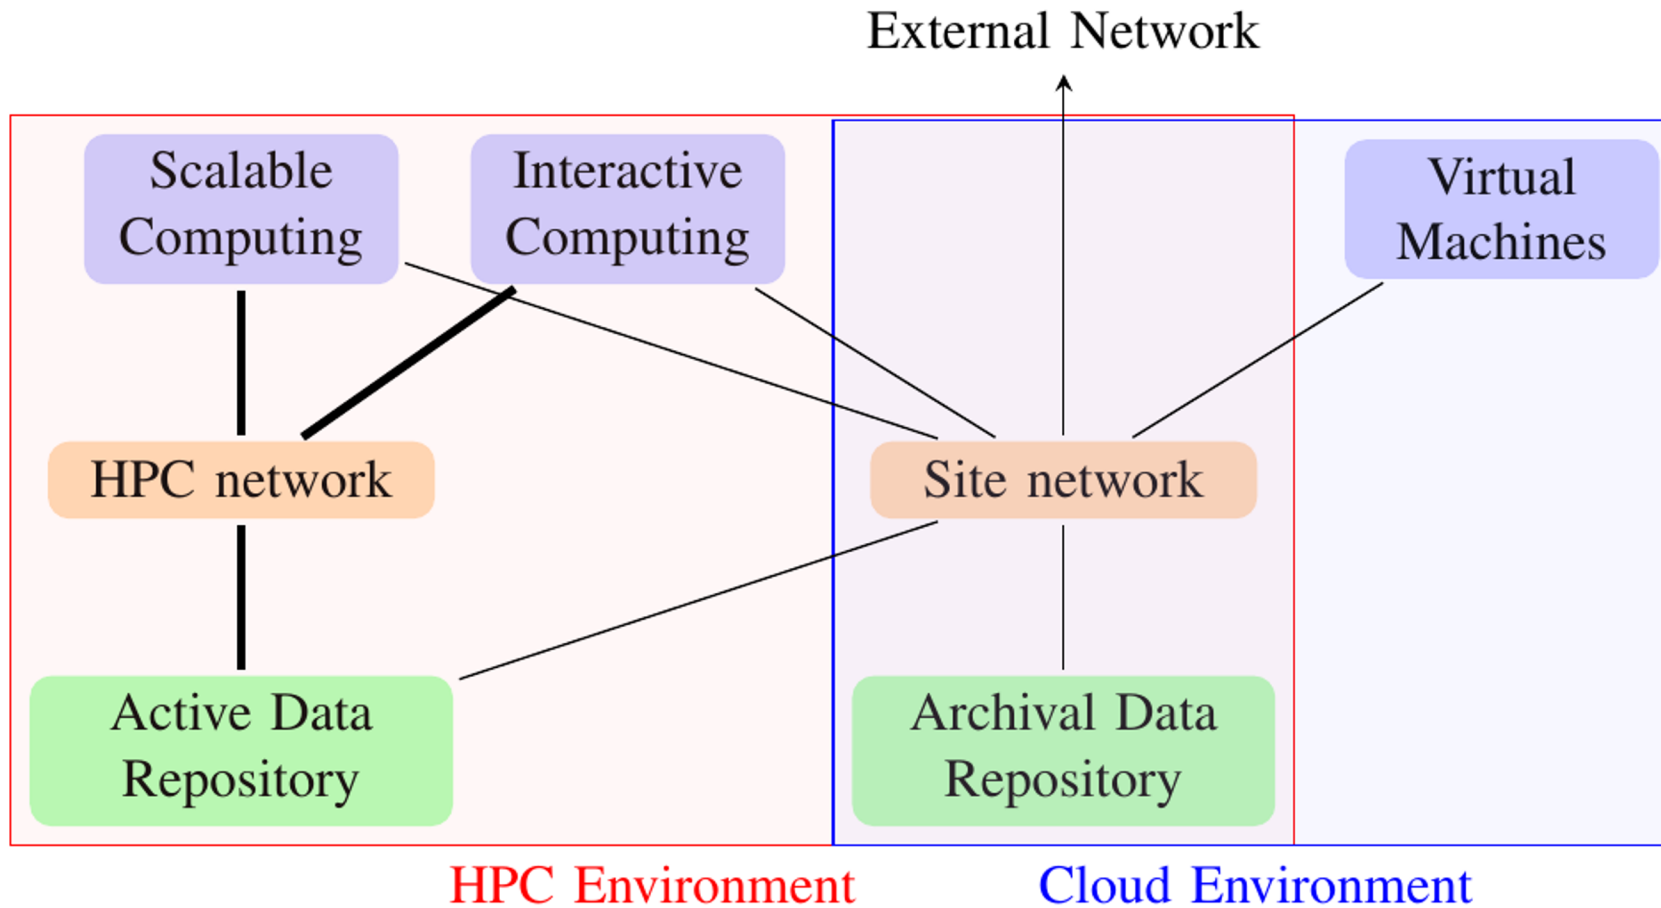 External Network
Scalable
Computing
Interactive
Computing
Virtual
Machines
HPC network
Site network
Active Data
Repository
Archival Data
Repository
HPC Environment
Cloud Environment